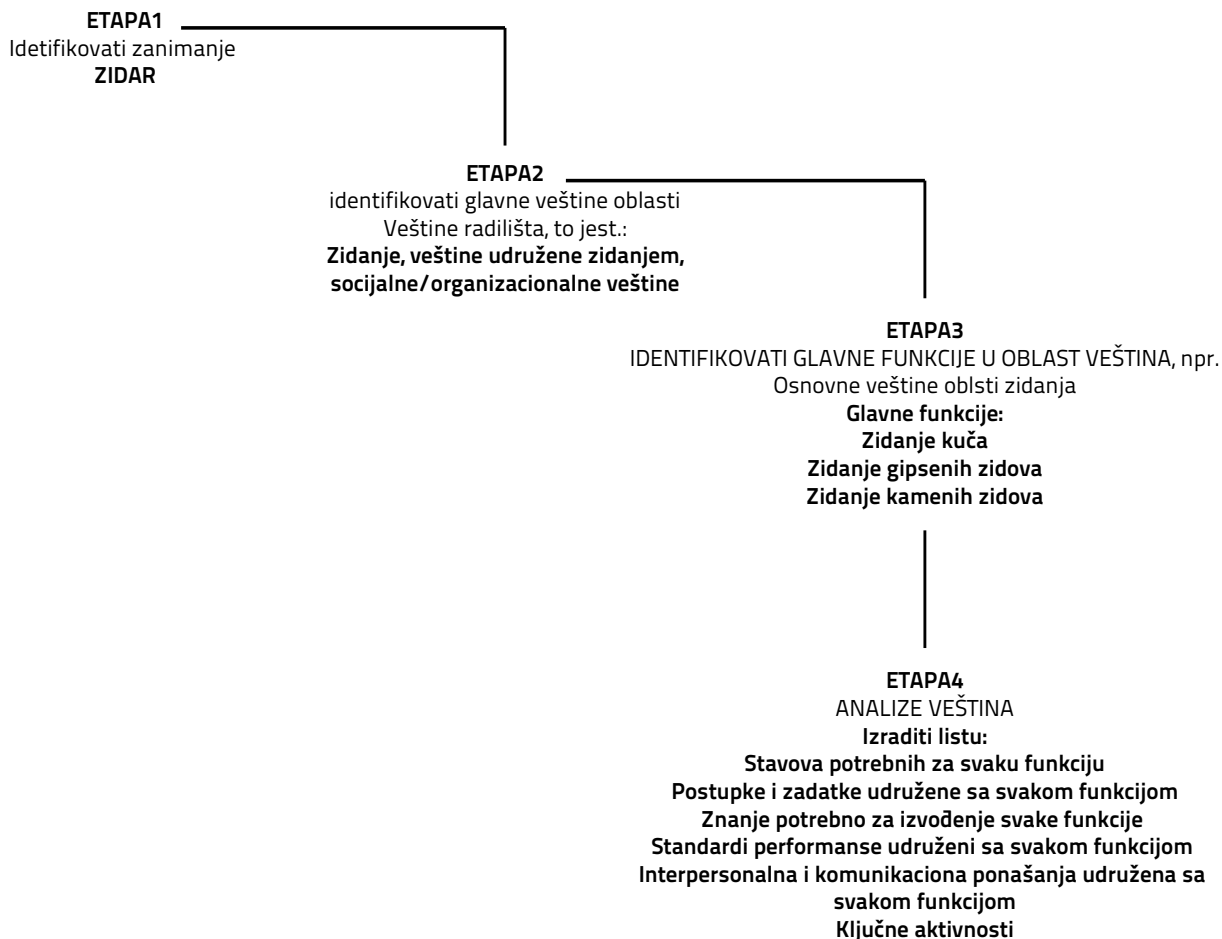 ETAPA1
Idetifikovati zanimanje
ZIDAR
ETAPA2
identifikovati glavne veštine oblasti
Veštine radilišta, to jest.:
Zidanje, veštine udružene zidanjem,
socijalne/organizacionalne veštine
ETAPA3
IDENTIFIKOVATI GLAVNE FUNKCIJE U OBLAST VEŠTINA, npr.
Osnovne veštine oblsti zidanja
Glavne funkcije:
Zidanje kuča
Zidanje gipsenih zidova
Zidanje kamenih zidova
ETAPA4
ANALIZE VEŠTINA
Izraditi listu:
Stavova potrebnih za svaku funkciju
Postupke i zadatke udružene sa svakom funkcijom
Znanje potrebno za izvođenje svake funkcije
Standardi performanse udruženi sa svakom funkcijom
Interpersonalna i komunikaciona ponašanja udružena sa
svakom funkcijom
Ključne aktivnosti